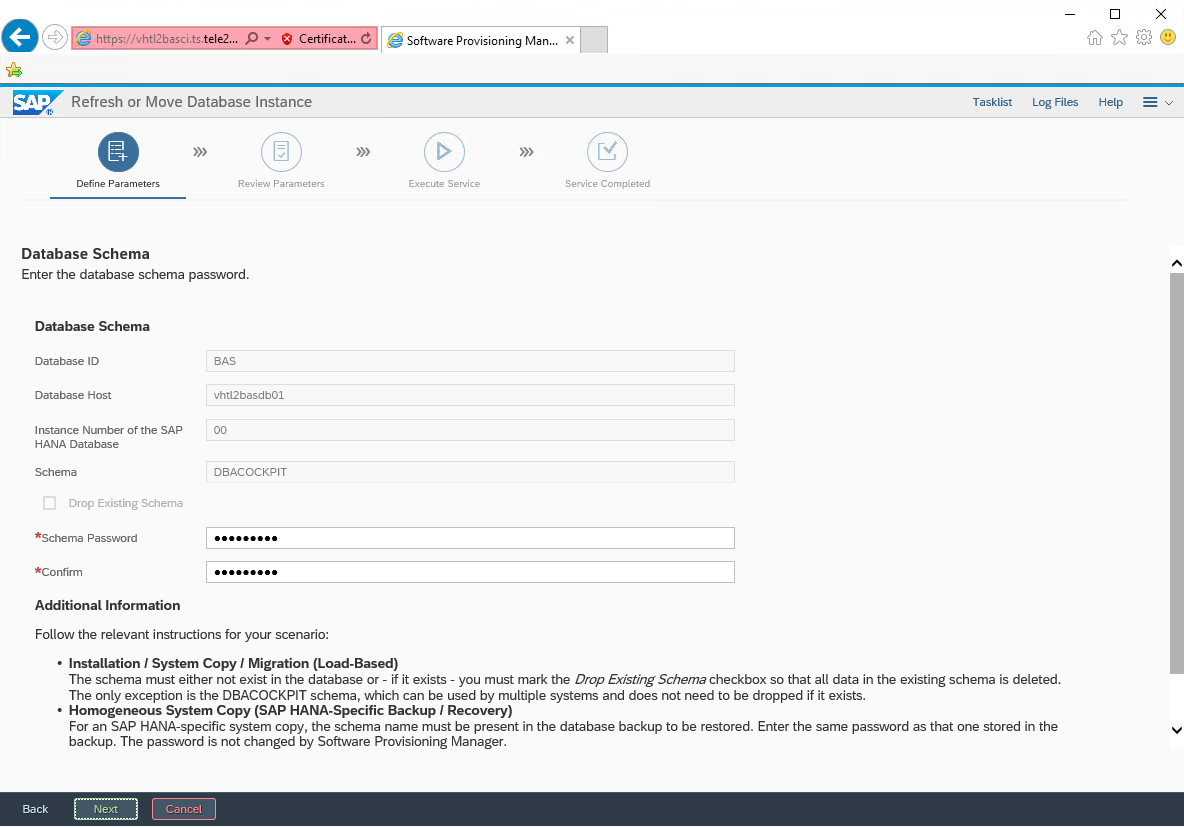 https://vhtl2basci.ts.tele2...
Certificat...
Software Provisioning Man...
SAP
Refresh or Move Database Instance
Tasklist
Log Files
Help
Define Parameters
Review Parameters
Execute Service
Service Completed
Database Schema
Enter the database schema password.
Database Schema
Database ID
BAS
Database Host
vhtl2basdb01
Instance Number of the SAP
HANA Database
00
Schema
DBACOCKPIT
Drop Existing Schema
*Schema Password
•••••••••
*Confirm
•••••••••
Additional Information
Follow the relevant instructions for your scenario:
• Installation / System Copy / Migration (Load-Based)
The schema must either not exist in the database or - if it exists - you must mark the Drop Existing Schema checkbox so that all data in the existing schema is deleted.
The only exception is the DBACOCKPIT schema, which can be used by multiple systems and does not need to be dropped if it exists.
• Homogeneous System Copy (SAP HANA-Specific Backup / Recovery)
For an SAP HANA-specific system copy, the schema name must be present in the database backup to be restored. Enter the same password as that one stored in the
backup. The password is not changed by Software Provisioning Manager.
Back
Next
Cancel